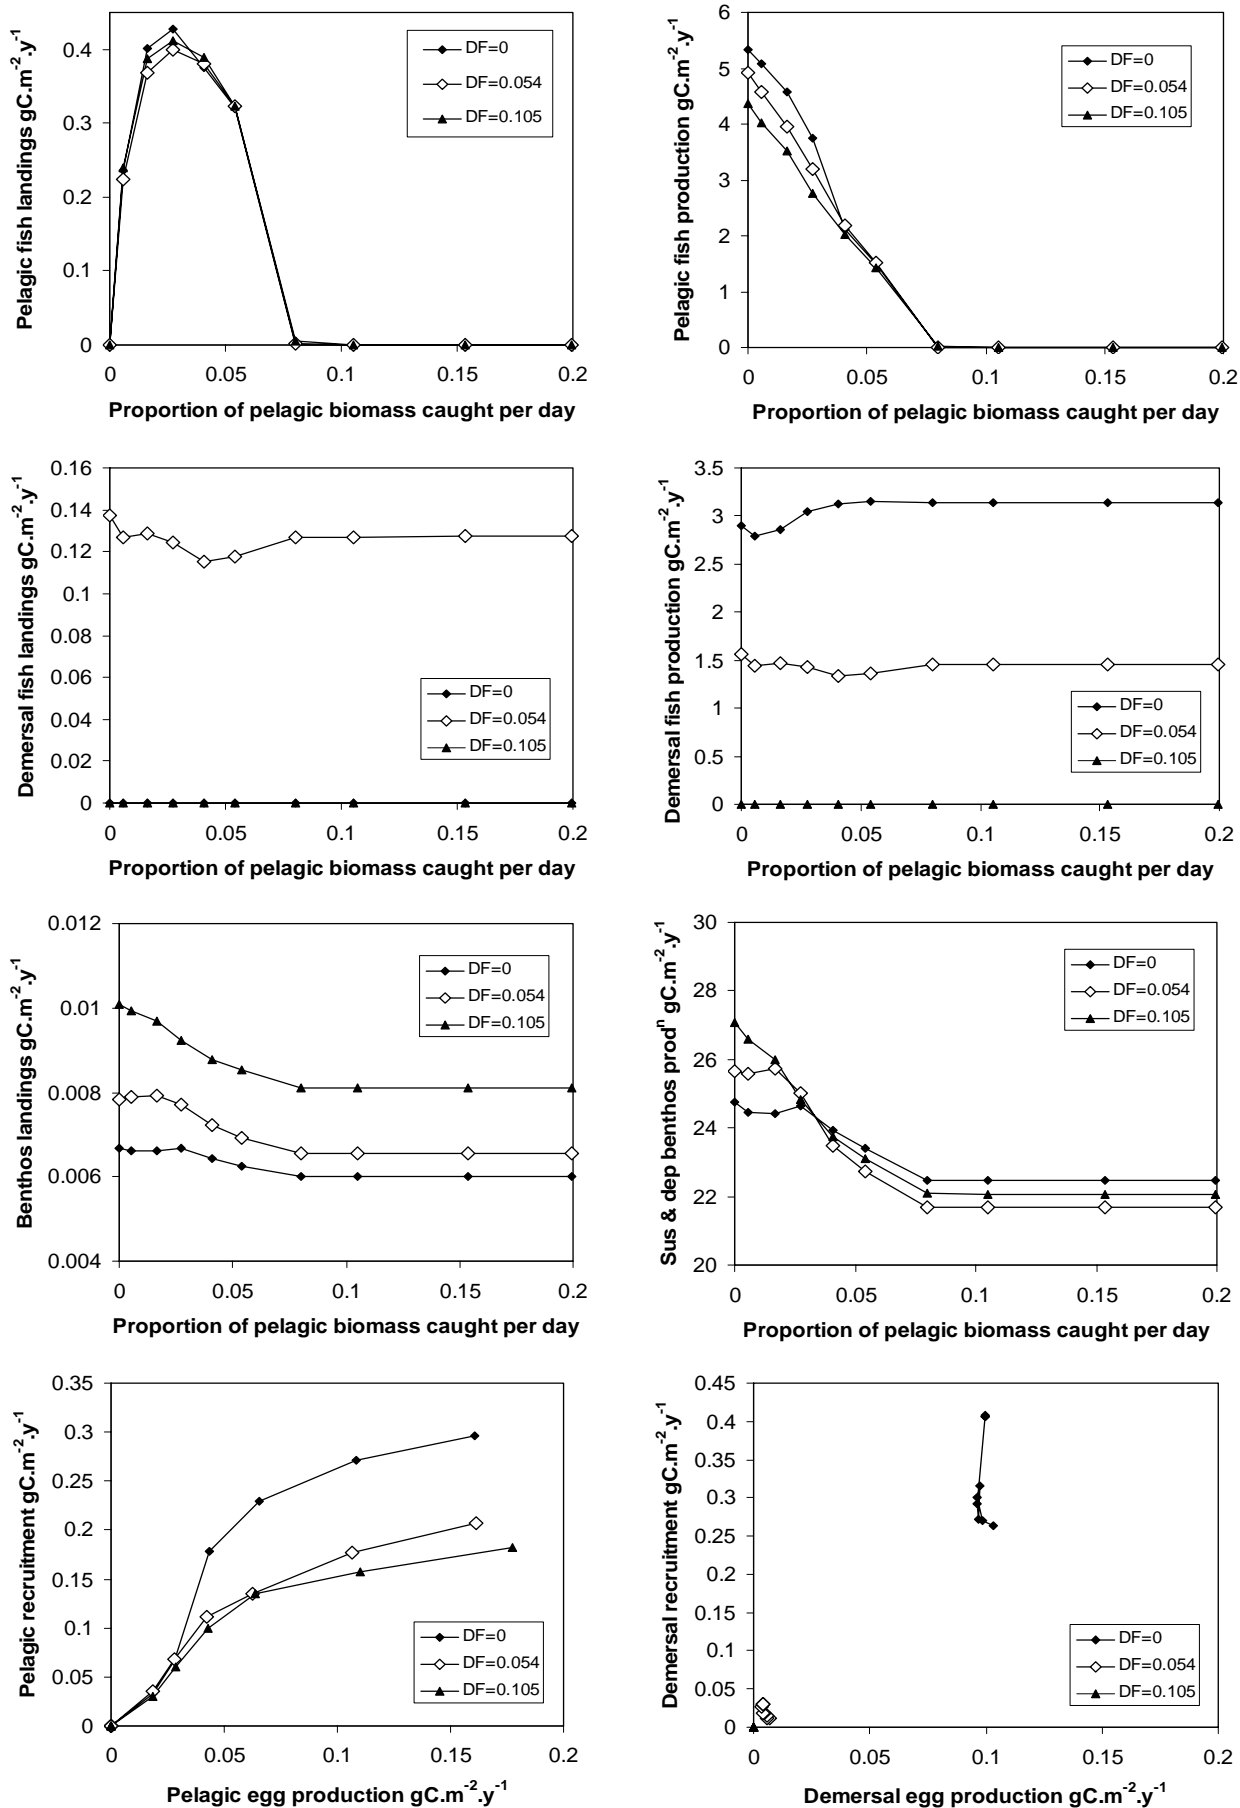 Pelagic fish landings gC.m-2.y-1
0.4
0.3
0.2
0.1
0
0 0.05 0.1 0.15 0.2
Proportion of pelagic biomass caught per day
DF=0
DF=0.054
DF=0.105
Pelagic fish production gC.m-2.y-1
6
5
4
3
2
1
0
0 0.05 0.1 0.15 0.2
Proportion of pelagic biomass caught per day
DF=0
DF=0.054
DF=0.105
Demersal fish landings gC.m-2.y-1
0.16
0.14
0.12
0.1
0.08
0.06
0.04
0.02
0
0 0.05 0.1 0.15 0.2
Proportion of pelagic biomass caught per day
DF=0
DF=0.054
DF=0.105
Demersal fish production gC.m-2.y-1
3.5
3
2.5
2
1.5
1
0.5
0
0 0.05 0.1 0.15 0.2
Proportion of pelagic biomass caught per day
DF=0
DF=0.054
DF=0.105
Benthos landings gC.m-2.y-1
0.012
0.01
0.008
0.006
0.004
0 0.05 0.1 0.15 0.2
Proportion of pelagic biomass caught per day
DF=0
DF=0.054
DF=0.105
Sus & dep benthos prodn gC.m-2.y-1
30
28
26
24
22
20
0 0.05 0.1 0.15 0.2
Proportion of pelagic biomass caught per day
DF=0
DF=0.054
DF=0.105
Pelagic recruitment gC.m-2.y-1
0.35
0.3
0.25
0.2
0.15
0.1
0.05
0
0 0.05 0.1 0.15 0.2
Pelagic egg production gC.m-2.y-1
DF=0
DF=0.054
DF=0.105
Demersal recruitment gC.m-2.y-1
0.45
0.4
0.35
0.3
0.25
0.2
0.15
0.1
0.05
0
0 0.05 0.1 0.15 0.2
Demersal egg production gC.m-2.y-1
DF=0
DF=0.054
DF=0.105